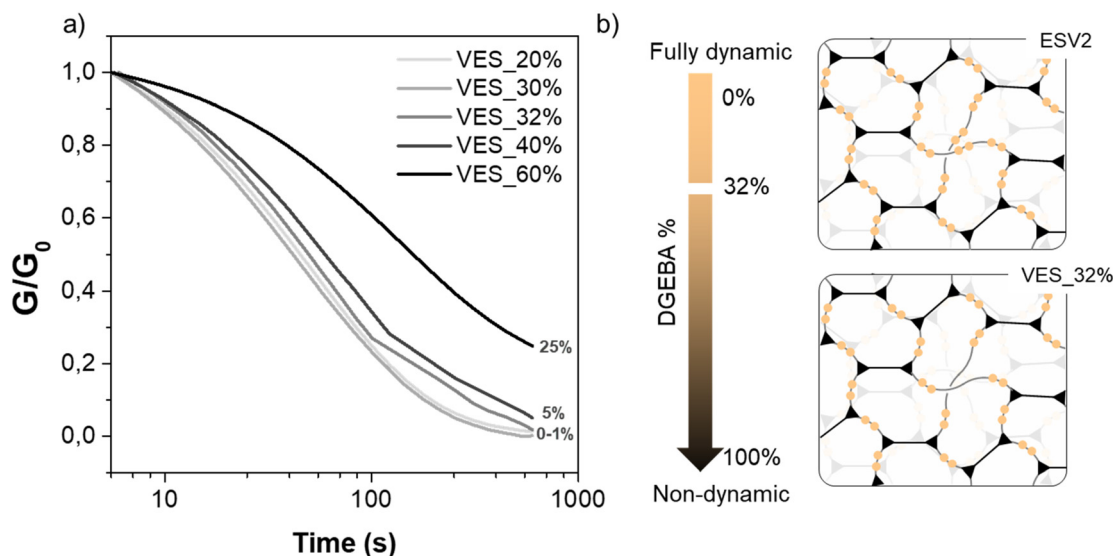 a)
G/G0
1,0
0,8
0,6
0,4
0,2
0,0
VES_20%
VES_30%
VES_32%
VES_40%
VES_60%
25%
5%
0-1%
10
100
1000
Time (s)
b)
Fully dynamic
0%
32%
DGEBA %
100%
Non-dynamic
ESV2
VES_32%